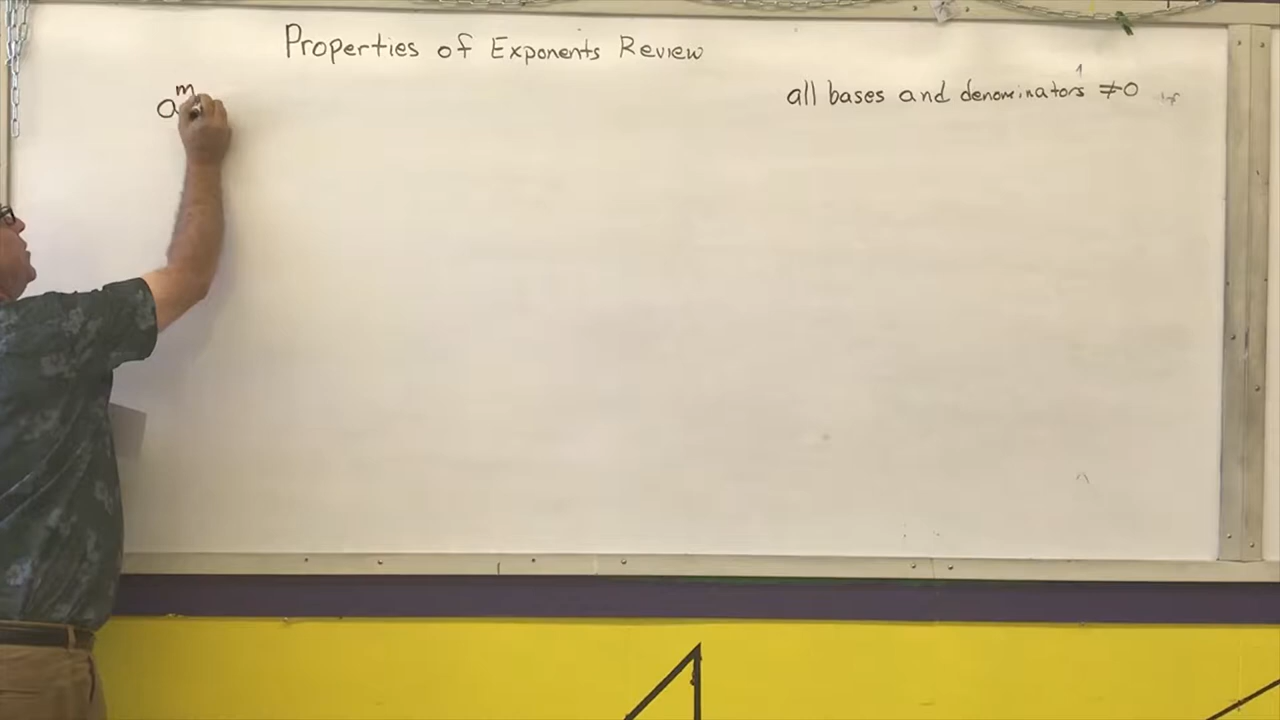 Properties of Exponents Review
all bases and denominators ≠0
a^m